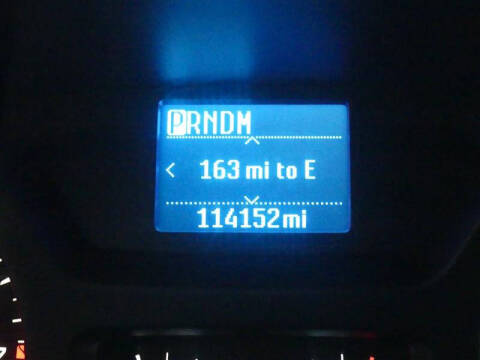 PRNDM
< 163 mi to E
114152mi